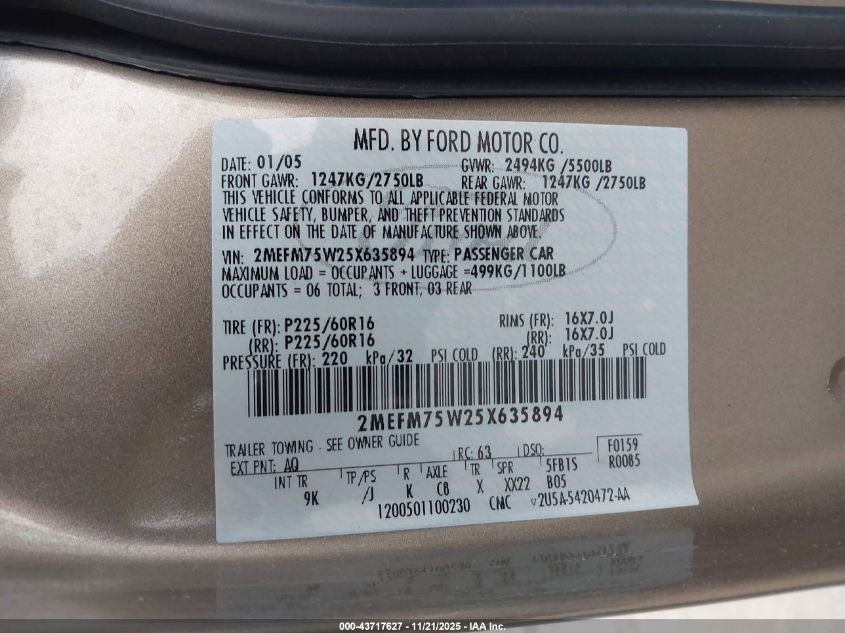 MFD. BY FORD MOTOR CO.
DATE: 01/05 GVWR: 2494KG /5500LB
FRONT GAWR: 1247KG/2750LB REAR GAWR: 1247KG /2750LB
THIS VEHICLE CONFORMS TO ALL APPLICABLE FEDERAL MOTOR
VEHICLE SAFETY, BUMPER, AND THEFT PREVENTION STANDARDS
IN EFFECT ON THE DATE OF MANUFACTURE SHOWN ABOVE.
VIN: 2MEFM75W25X635894 TYPE: PASSENGER CAR
MAXIMUM LOAD = OCCUPANTS + LUGGAGE =499KG/1100LB
OCCUPANTS = 06 TOTAL; 3 FRONT, 03 REAR
TIRE (FR): P225/60R16 RIMS (FR): 16X7.0J
(RR): P225/60R16 (RR): 16X7.0J
PRESSURE (FR): 220 kPa/32 PSI COLD (RR): 240 kPa/35 PSI COLD
2MEFM75W25X635894
TRAILER TOWING - SEE OWNER GUIDE
EXT PNT: AQ RC: 63 DSO: F0159
R0085
INT TR TP/PS R AXLE TR SPR 5FB1S
9K /J K C8 X XX22 B05
1200501100230 CMC ▽2U5A-5420472-AA
000-43717627 - 11/21/2025 - IAA Inc.